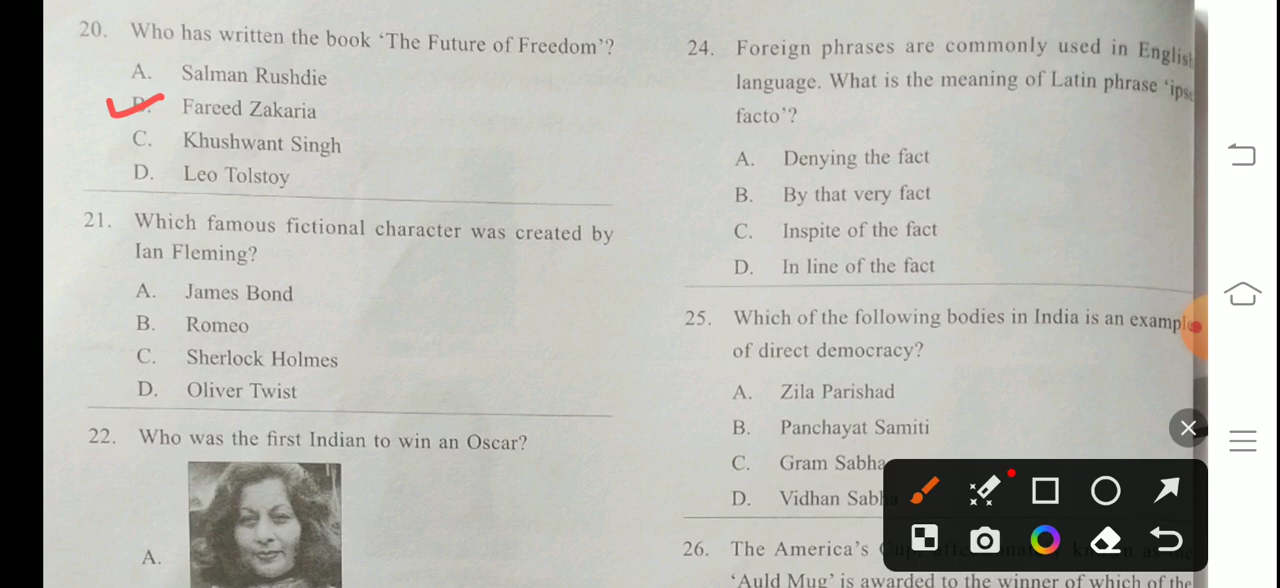 20. Who has written the book ‘The Future of Freedom’?
A. Salman Rushdie
Fareed Zakaria
C. Khushwant Singh
D. Leo Tolstoy
21. Which famous fictional character was created by
Ian Fleming?
A. James Bond
B. Romeo
C. Sherlock Holmes
D. Oliver Twist
22. Who was the first Indian to win an Oscar?
A.
24. Foreign phrases are commonly used in English
language. What is the meaning of Latin phrase ‘ipse
facto’?
A. Denying the fact
B. By that very fact
C. Inspite of the fact
D. In line of the fact
25. Which of the following bodies in India is an example
of direct democracy?
A. Zila Parishad
B. Panchayat Samiti
C. Gram Sabha
D. Vidhan Sabha
26. The America’s
‘Auld Mug’ is awarded to the winner of which of the